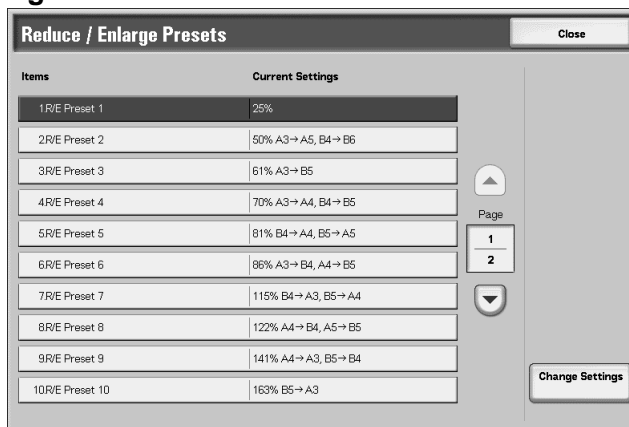 Reduce / Enlarge Presets
Close
Items Current Settings
1.R/E Preset 1 25%
2.R/E Preset 2 50% A3→A5, B4→B6
3.R/E Preset 3 61% A3→B5
4.R/E Preset 4 70% A3→A4, B4→B5
5.R/E Preset 5 81% B4→A4, B5→A5
6.R/E Preset 6 86% A3→B4, A4→B5
7.R/E Preset 7 115% B4→A3, B5→A4
8.R/E Preset 8 122% A4→B4, A5→B5
9.R/E Preset 9 141% A4→A3, B5→B4
10.R/E Preset 10 163% B5→A3
Page
1
2
Change Settings